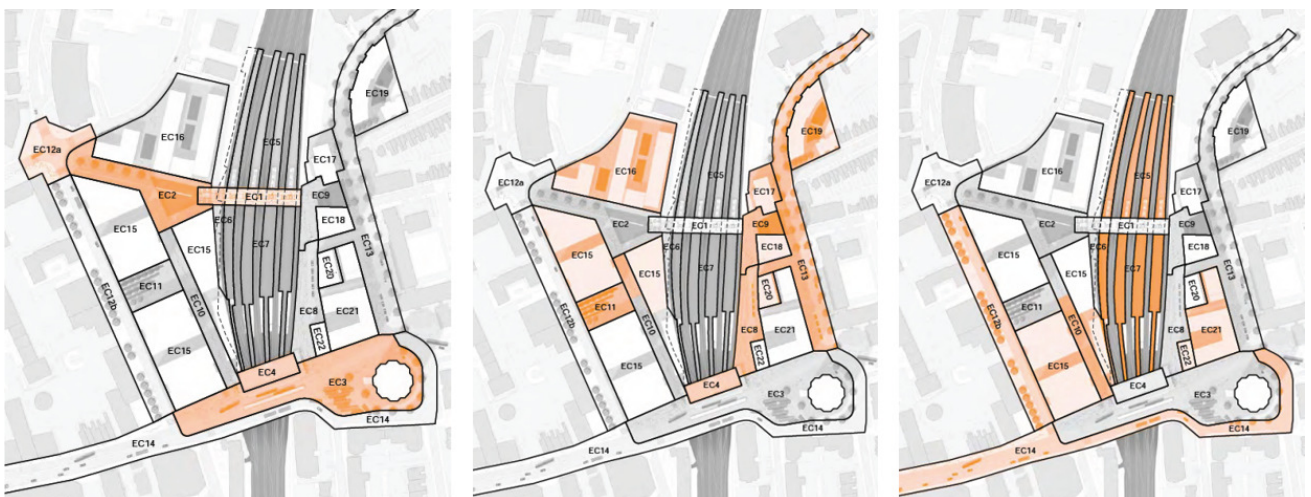 EC19
EC16
EC12a
EC5
EC17
EC2
EC1
EC9
EC6
EC18
EC15
EC15
EC7
EC13
EC20
EC11
EC12b
EC10
EC8
EC21
EC15
EC22
EC4
EC3
EC14
EC14
EC19
EC16
EC12a
EC5
EC17
EC2
EC1
EC9
EC6
EC18
EC15
EC15
EC7
EC13
EC20
EC11
EC12b
EC10
EC8
EC21
EC15
EC22
EC4
EC3
EC14
EC14
EC19
EC16
EC12a
EC5
EC17
EC2
EC1
EC9
EC6
EC18
EC15
EC15
EC7
EC13
EC20
EC11
EC12b
EC10
EC8
EC21
EC15
EC22
EC4
EC3
EC14
EC14